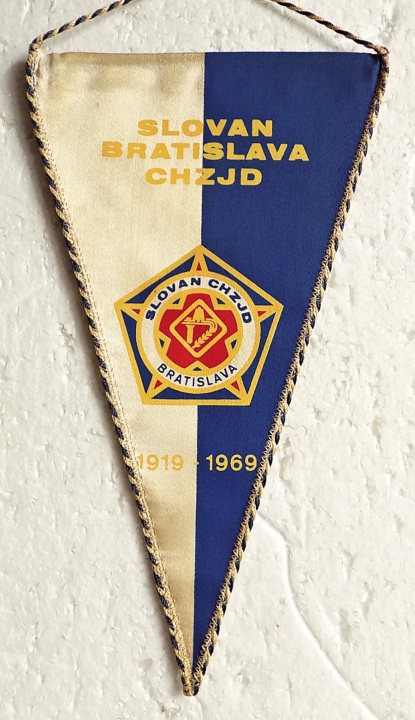 SLOVAN
BRATISLAVA
CHZJD
SLOVAN CHZJD
BRATISLAVA
1919 - 1969